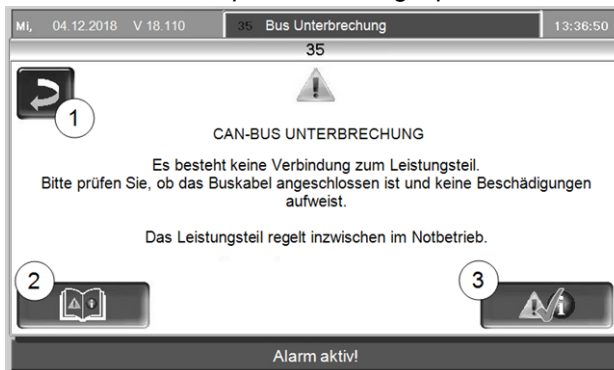 Mi, 04.12.2018 V 18.110 35 Bus Unterbrechung 13:36:50
35
1
CAN-BUS UNTERBRECHUNG
Es besteht keine Verbindung zum Leistungsteil.
Bitte prüfen Sie, ob das Buskabel angeschlossen ist und keine Beschädigungen
aufweist.
Das Leistungsteil regelt inzwischen im Notbetrieb.
2
3
Alarm aktiv!